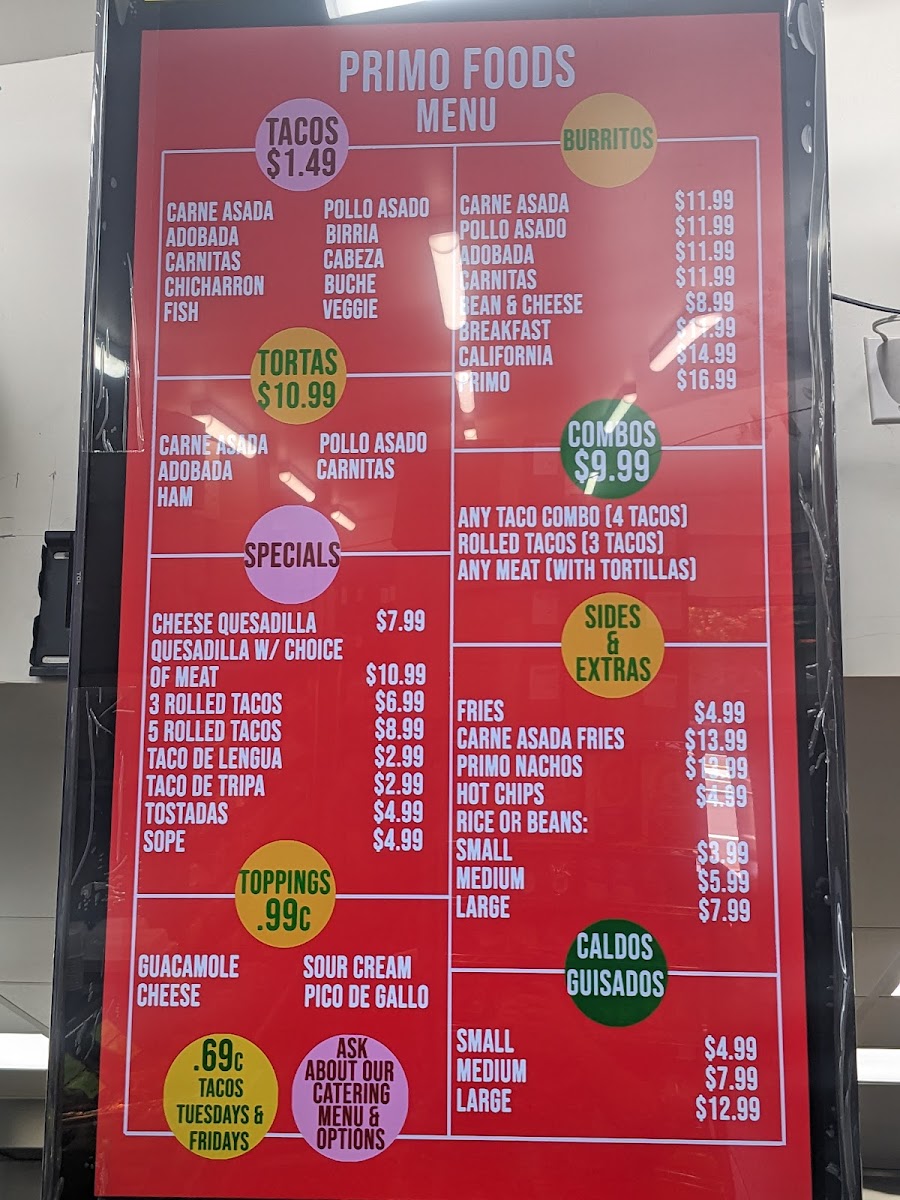 PRIMO FOODS
MENU
TACOS
$1.49
CARNE ASADA POLLO ASADO
ADOBADA BIRRIA
CARNITAS CABEZA
CHICHARRON BUCHE
FISH VEGGIE
TORTAS
$10.99
CARNE ASADA POLLO ASADO
ADOBADA CARNITAS
HAM
SPECIALS
CHEESE QUESADILLA $7.99
QUESADILLA W/ CHOICE
OF MEAT $10.99
3 ROLLED TACOS $6.99
5 ROLLED TACOS $8.99
TACO DE LENGUA $2.99
TACO DE TRIPA $2.99
TOSTADAS $4.99
SOPE $4.99
TOPPINGS
.99¢
GUACAMOLE SOUR CREAM
CHEESE PICO DE GALLO
.69¢
TACOS
TUESDAYS &
FRIDAYS
ASK
ABOUT OUR
CATERING
MENU &
OPTIONS
BURRITOS
CARNE ASADA $11.99
POLLO ASADO $11.99
ADOBADA $11.99
CARNITAS $11.99
BEAN & CHEESE $8.99
BREAKFAST $11.99
CALIFORNIA $14.99
PRIMO $16.99
COMBOS
$9.99
ANY TACO COMBO (4 TACOS)
ROLLED TACOS (3 TACOS)
ANY MEAT (WITH TORTILLAS)
SIDES
&
EXTRAS
FRIES $4.99
CARNE ASADA FRIES $13.99
PRIMO NACHOS
HOT CHIPS $4.99
RICE OR BEANS:
SMALL $3.99
MEDIUM $5.99
LARGE $7.99
CALDOS
GUISADOS
SMALL $4.99
MEDIUM $7.99
LARGE $12.99
TCL